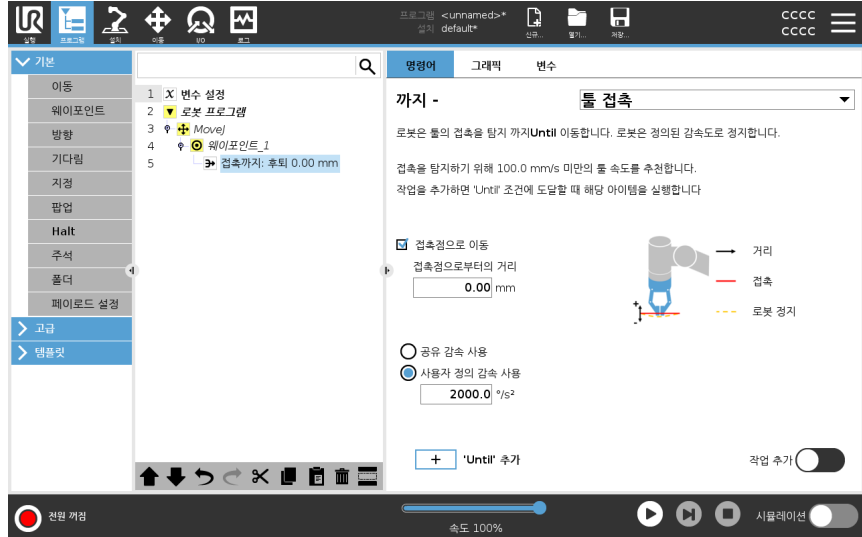 UR
실행
프로그램
설치
이동
I/O
로그
프로그램 <unnamed>*
설치 default*
신규...
열기...
저장...
cccc
cccc
기본
이동
웨이포인트
방향
기다림
지정
팝업
Halt
주석
폴더
페이로드 설정
고급
템플릿
1 X 변수 설정
2 로봇 프로그램
3 MoveJ
4 웨이포인트_1
5 접촉까지: 후퇴 0.00 mm
명령어 그래픽 변수
까지 - 툴 접촉
로봇은 툴의 접촉을 탐지 까지Until 이동합니다. 로봇은 정의된 감속도로 정지합니다.
접촉을 탐지하기 위해 100.0 mm/s 미만의 툴 속도를 추천합니다.
작업을 추가하면 'Until' 조건에 도달할 때 해당 아이템을 실행합니다
접촉점으로 이동
접촉점으로부터의 거리
0.00 mm
거리
접촉
로봇 정지
+
-
공유 감속 사용
사용자 정의 감속 사용
2000.0 °/s²
+ 'Until' 추가
작업 추가
전원 꺼짐
속도 100%
시뮬레이션